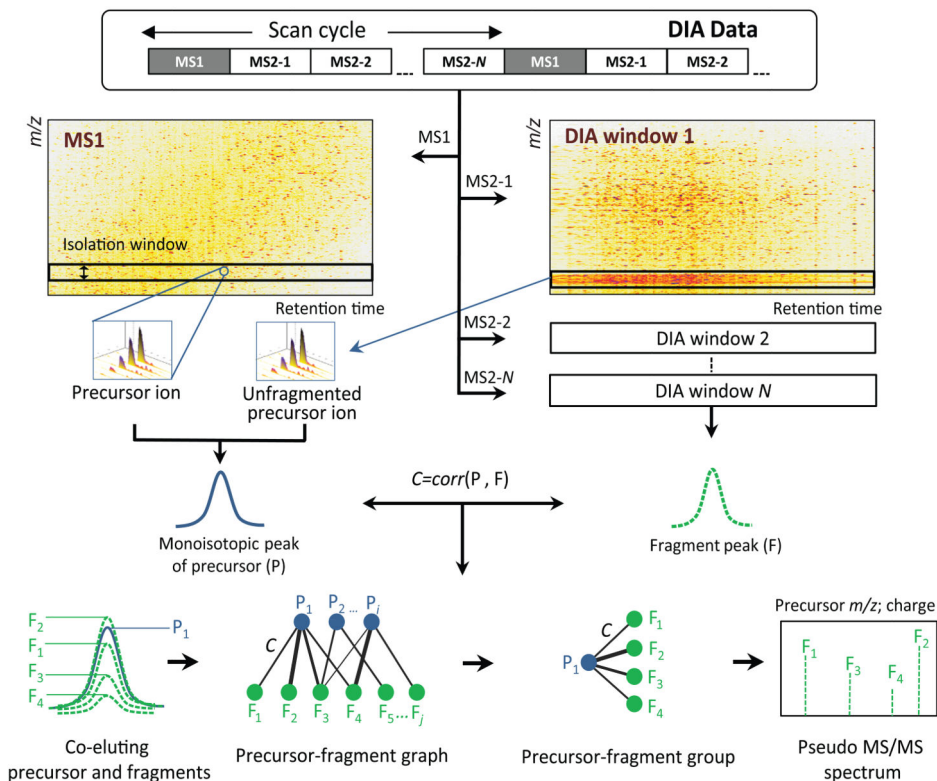 Scan cycle
DIA Data
MS1 MS2-1 MS2-2 MS2-N MS1 MS2-1 MS2-2
m/z
MS1
Isolation window
Retention time
MS1
MS2-1
MS2-2
MS2-N
m/z
DIA window 1
Retention time
DIA window 2
DIA window N
Precursor ion
Unfragmented
precursor ion
C=corr(P , F)
Monoisotopic peak
of precursor (P)
Fragment peak (F)
F2
F1
F3
F4
P1
Co-eluting
precursor and fragments
P1 P2 ... Pi
C
F1 F2 F3 F4 F5 ... Fj
Precursor-fragment graph
P1
C
F1
F2
F3
F4
Precursor-fragment group
Precursor m/z; charge
F1
F3
F4
F2
Pseudo MS/MS
spectrum